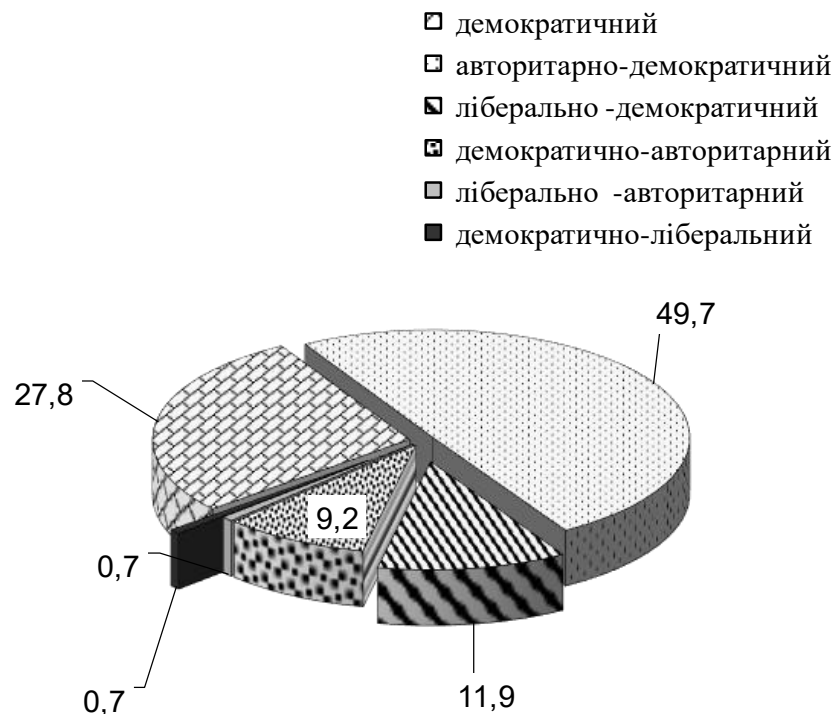 демократичний
авторитарно-демократичний
ліберально -демократичний
демократично-авторитарний
ліберально -авторитарний
демократично-ліберальний
49,7
27,8
9,2
0,7
0,7
11,9